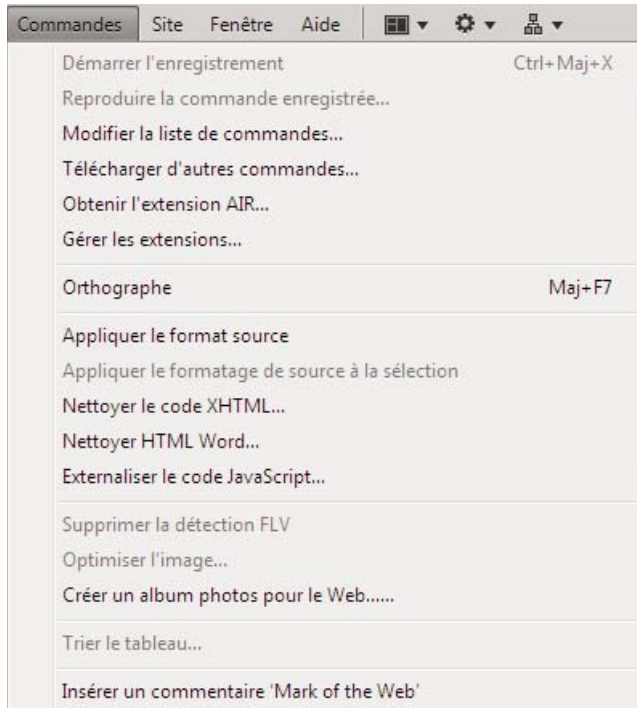 Commandes Site Fenêtre Aide
Démarrer l'enregistrement Ctrl+Maj+X
Reproduire la commande enregistrée...
Modifier la liste de commandes...
Télécharger d'autres commandes...
Obtenir l'extension AIR...
Gérer les extensions...
Orthographe Maj+F7
Appliquer le format source
Appliquer le formatage de source à la sélection
Nettoyer le code XHTML...
Nettoyer HTML Word...
Externaliser le code JavaScript...
Supprimer la détection FLV
Optimiser l'image...
Créer un album photos pour le Web......
Trier le tableau...
Insérer un commentaire 'Mark of the Web'